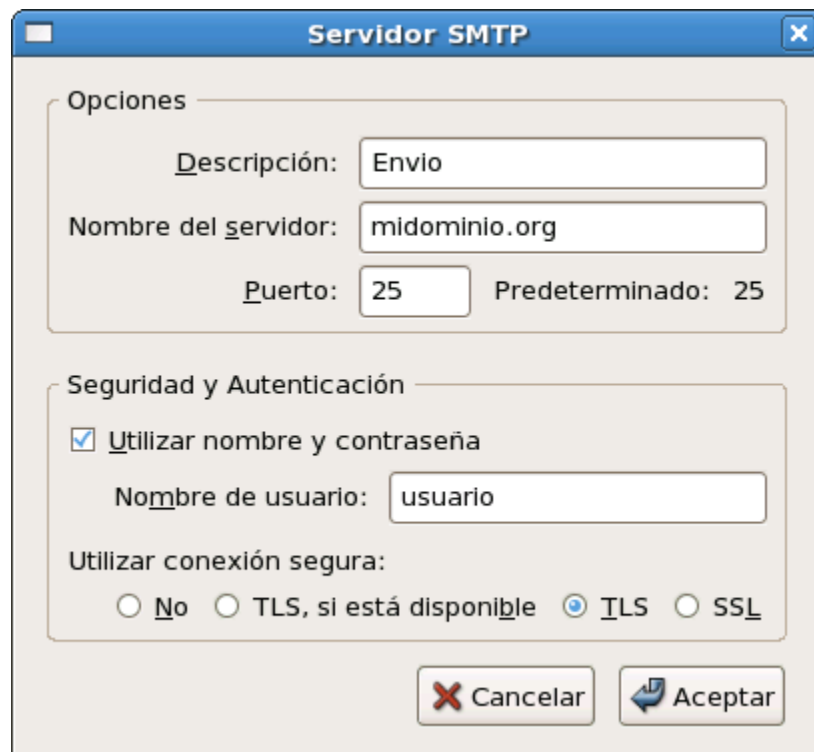 Servidor SMTP
Opciones
Descripción: Envio
Nombre del servidor: midominio.org
Puerto: 25 Predeterminado: 25
Seguridad y Autenticación
Utilizar nombre y contraseña
Nombre de usuario: usuario
Utilizar conexión segura:
No TLS, si está disponible TLS SSL
Cancelar Aceptar